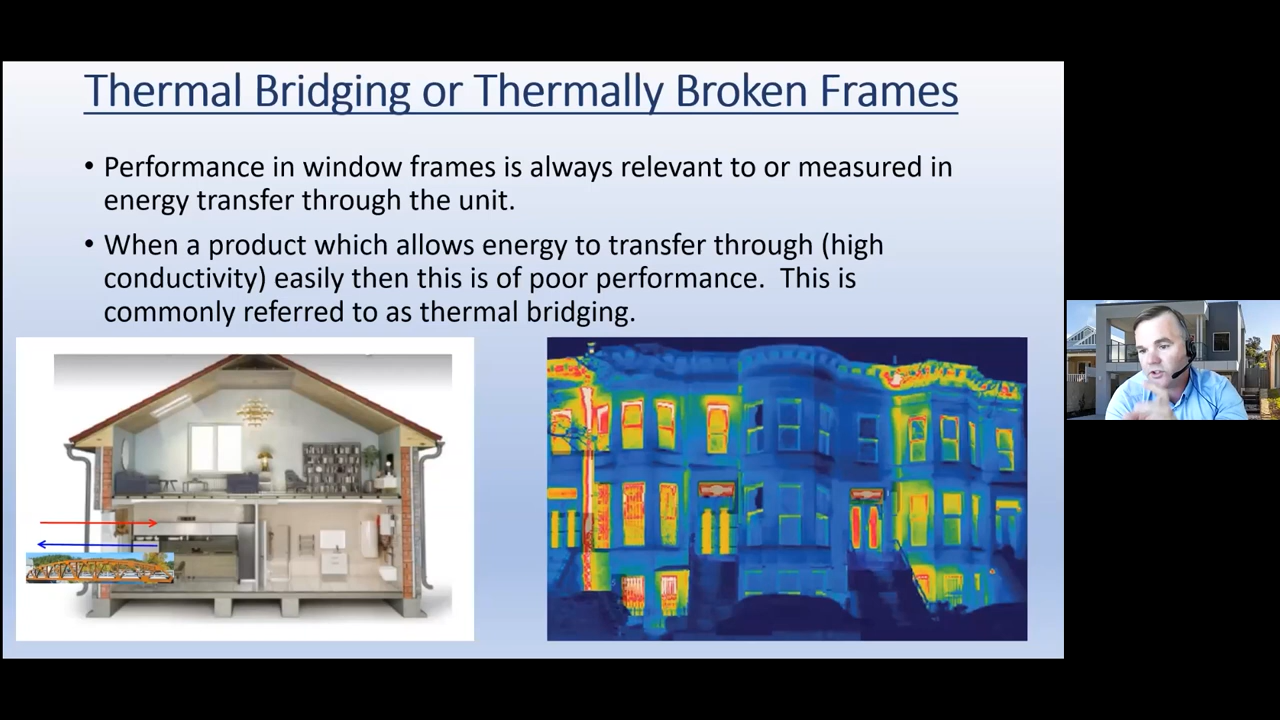 Thermal Bridging or Thermally Broken Frames
• Performance in window frames is always relevant to or measured in
energy transfer through the unit.
• When a product which allows energy to transfer through (high
conductivity) easily then this is of poor performance.  This is
commonly referred to as thermal bridging.